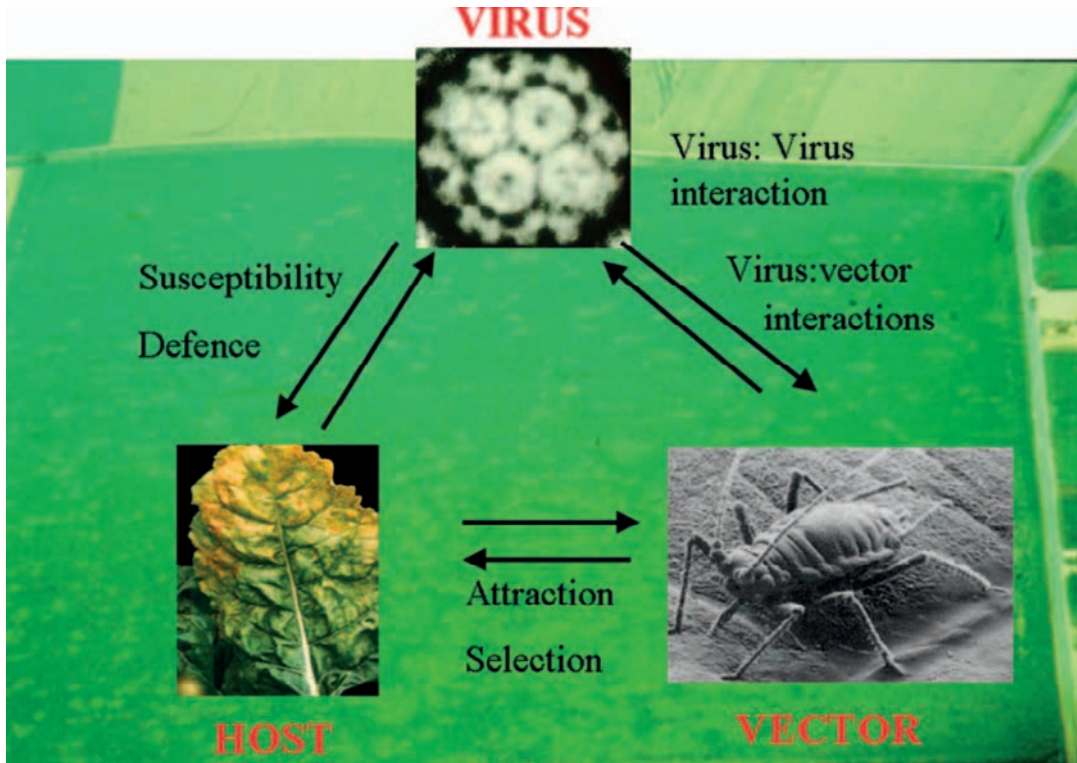 VIRUS
Virus: Virus
interaction
Susceptibility
Defence
Virus:vector
interactions
Attraction
Selection
HOST
VECTOR